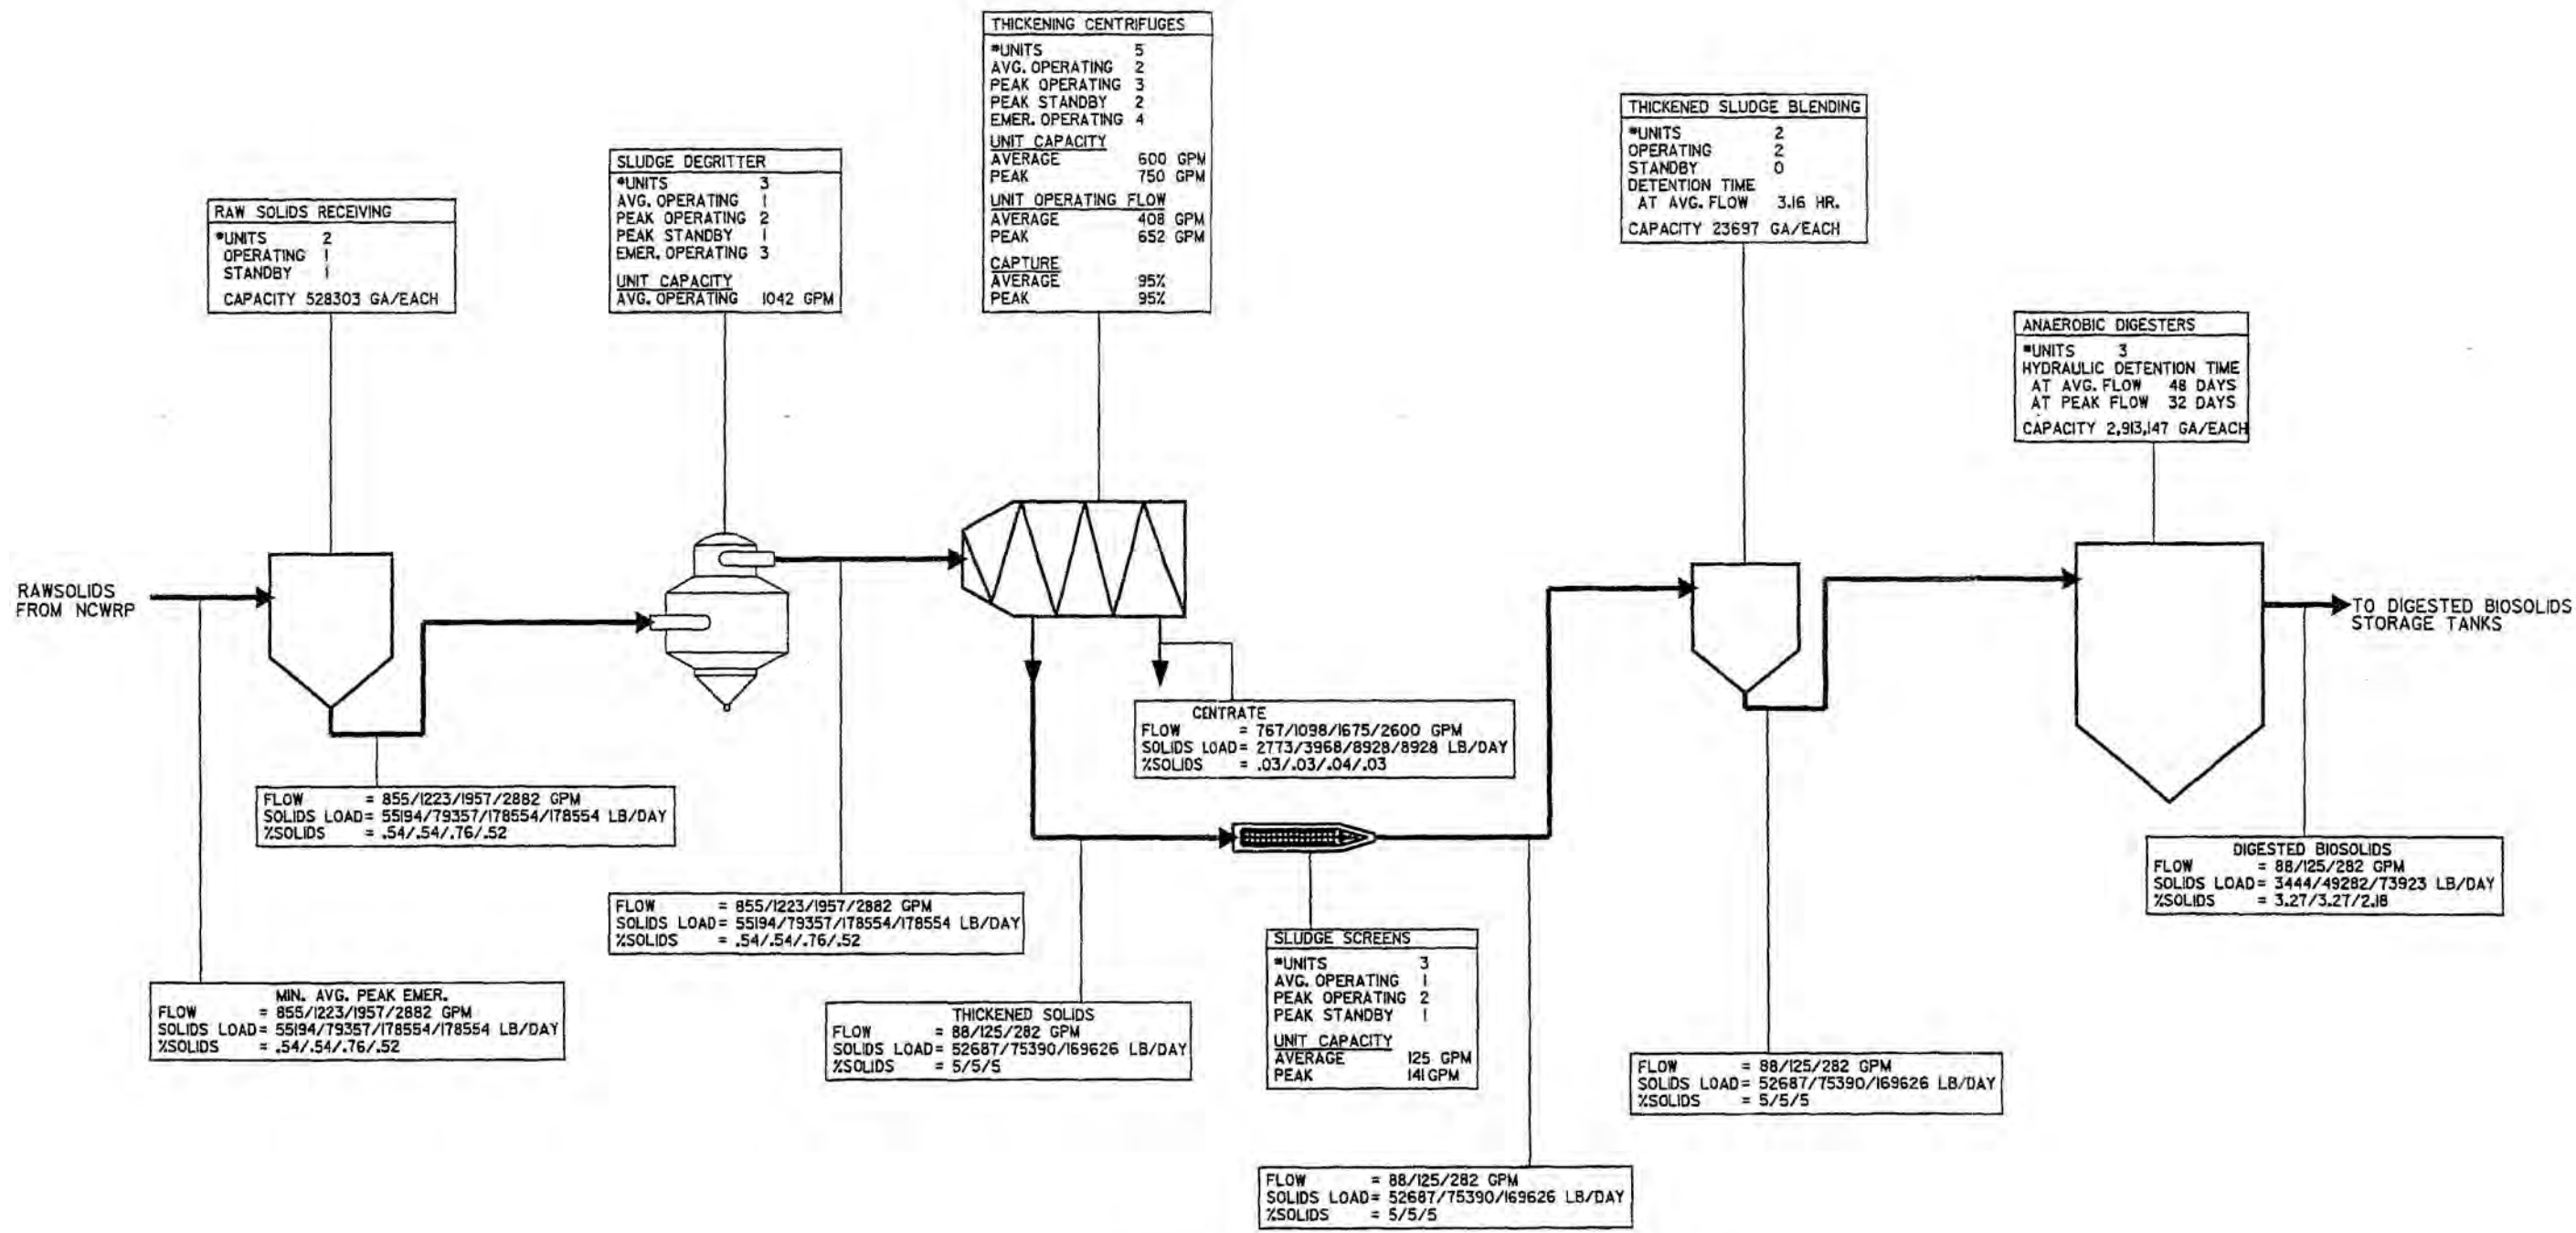 THICKENING CENTRIFUGES
*UNITS 5
AVG. OPERATING 2
PEAK OPERATING 3
PEAK STANDBY 2
EMER. OPERATING 4
UNIT CAPACITY
AVERAGE 600 GPM
PEAK 750 GPM
UNIT OPERATING FLOW
AVERAGE 408 GPM
PEAK 652 GPM
CAPTURE
AVERAGE 95%
PEAK 95%
THICKENED SLUDGE BLENDING
*UNITS 2
OPERATING 2
STANDBY 0
DETENTION TIME
AT AVG. FLOW 3.16 HR.
CAPACITY 23697 GA/EACH
SLUDGE DEGRITTER
*UNITS 3
AVG. OPERATING 1
PEAK OPERATING 2
PEAK STANDBY 1
EMER. OPERATING 3
UNIT CAPACITY
AVG. OPERATING 1042 GPM
RAW SOLIDS RECEIVING
*UNITS 2
OPERATING 1
STANDBY 1
CAPACITY 528303 GA/EACH
ANAEROBIC DIGESTERS
*UNITS 3
HYDRAULIC DETENTION TIME
AT AVG. FLOW 48 DAYS
AT PEAK FLOW 32 DAYS
CAPACITY 2,913,147 GA/EACH
RAWSOLIDS
FROM NCWRP
TO DIGESTED BIOSOLIDS
STORAGE TANKS
CENTRATE
FLOW = 767/1098/1675/2600 GPM
SOLIDS LOAD= 2773/3968/8928/8928 LB/DAY
%SOLIDS = .03/.03/.04/.03
FLOW = 855/1223/1957/2882 GPM
SOLIDS LOAD= 55194/79357/178554/178554 LB/DAY
%SOLIDS = .54/.54/.76/.52
FLOW = 855/1223/1957/2882 GPM
SOLIDS LOAD= 55194/79357/178554/178554 LB/DAY
%SOLIDS = .54/.54/.76/.52
DIGESTED BIOSOLIDS
FLOW = 88/125/282 GPM
SOLIDS LOAD= 3444/49282/73923 LB/DAY
%SOLIDS = 3.27/3.27/2.18
SLUDGE SCREENS
*UNITS 3
AVG. OPERATING 1
PEAK OPERATING 2
PEAK STANDBY 1
UNIT CAPACITY
AVERAGE 125 GPM
PEAK 141 GPM
MIN. AVG. PEAK EMER.
FLOW = 855/1223/1957/2882 GPM
SOLIDS LOAD= 55194/79357/178554/178554 LB/DAY
%SOLIDS = .54/.54/.76/.52
THICKENED SOLIDS
FLOW = 88/125/282 GPM
SOLIDS LOAD= 52687/75390/169626 LB/DAY
%SOLIDS = 5/5/5
FLOW = 88/125/282 GPM
SOLIDS LOAD= 52687/75390/169626 LB/DAY
%SOLIDS = 5/5/5
FLOW = 88/125/282 GPM
SOLIDS LOAD= 52687/75390/169626 LB/DAY
%SOLIDS = 5/5/5